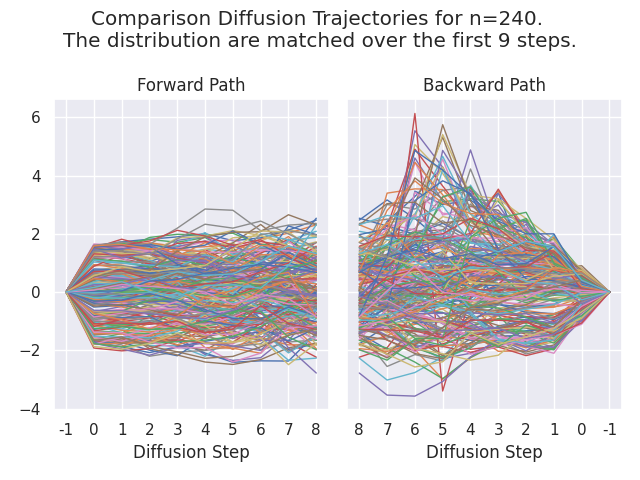 Comparison Diffusion Trajectories for n=240.
The distribution are matched over the first 9 steps.
Forward Path
Backward Path
6
4
2
0
−2
−4
-1 0 1 2 3 4 5 6 7 8
8 7 6 5 4 3 2 1 0 -1
Diffusion Step
Diffusion Step